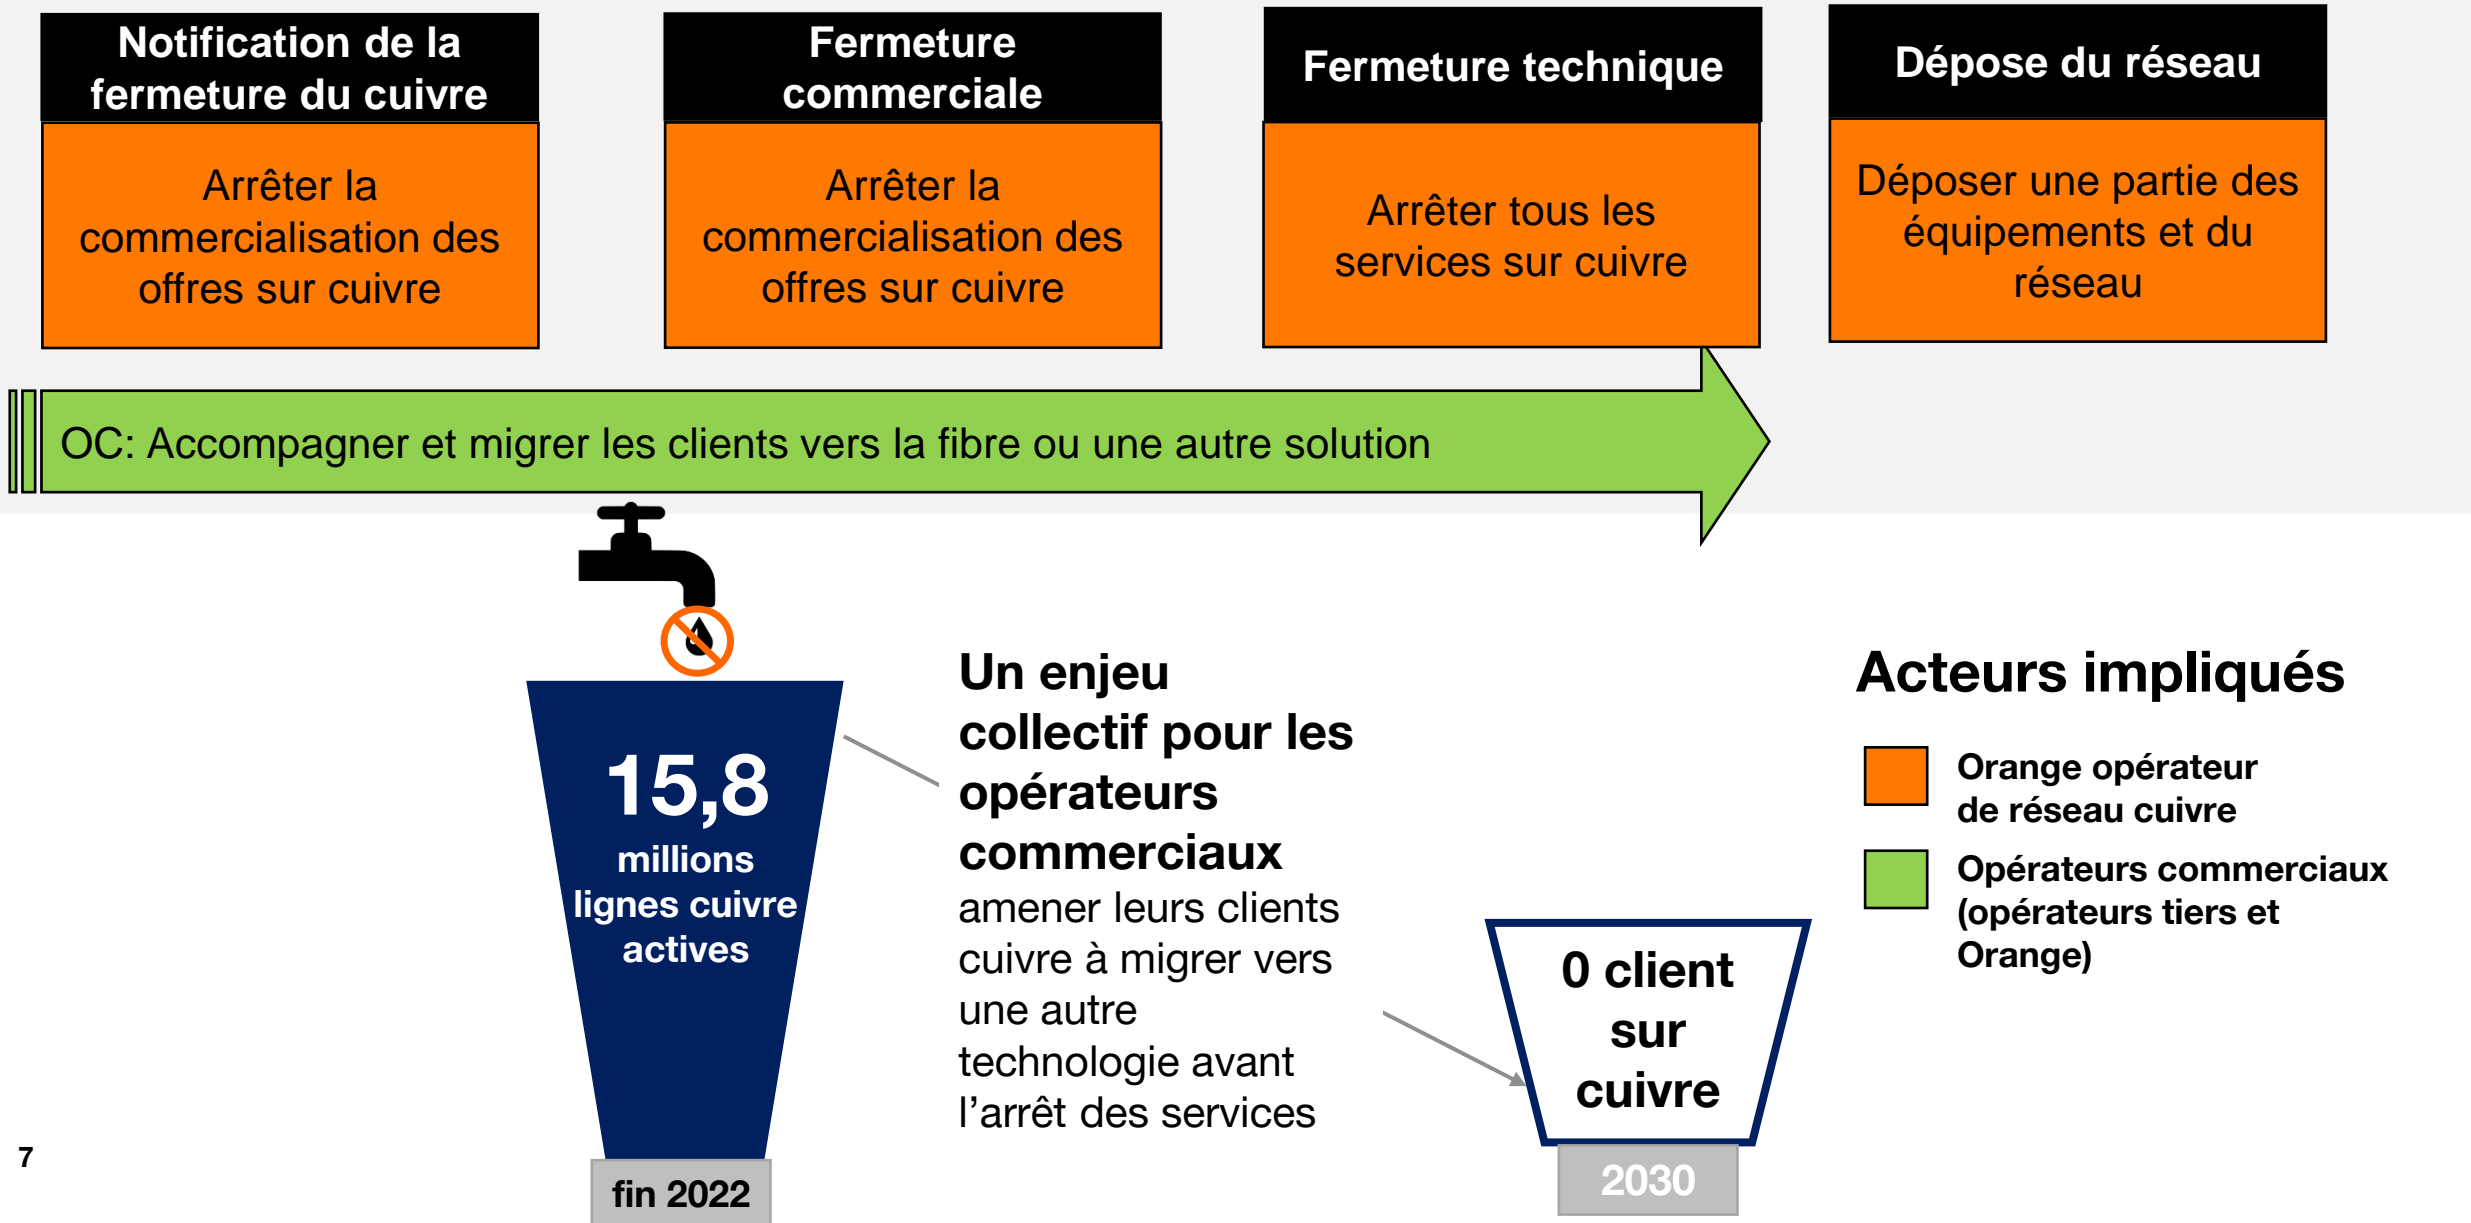 Notification de la
fermeture du cuivre
Arrêter la
commercialisation des
offres sur cuivre
Fermeture
commerciale
Arrêter la
commercialisation des
offres sur cuivre
Fermeture technique
Arrêter tous les
services sur cuivre
Dépose du réseau
Déposer une partie des
équipements et du
réseau
OC: Accompagner et migrer les clients vers la fibre ou une autre solution
15,8
millions
lignes cuivre
actives
fin 2022
Un enjeu
collectif pour les
opérateurs
commerciaux
amener leurs clients
cuivre à migrer vers
une autre
technologie avant
l’arrêt des services
0 client
sur
cuivre
2030
Acteurs impliqués
Orange opérateur
de réseau cuivre
Opérateurs commerciaux
(opérateurs tiers et
Orange)
7